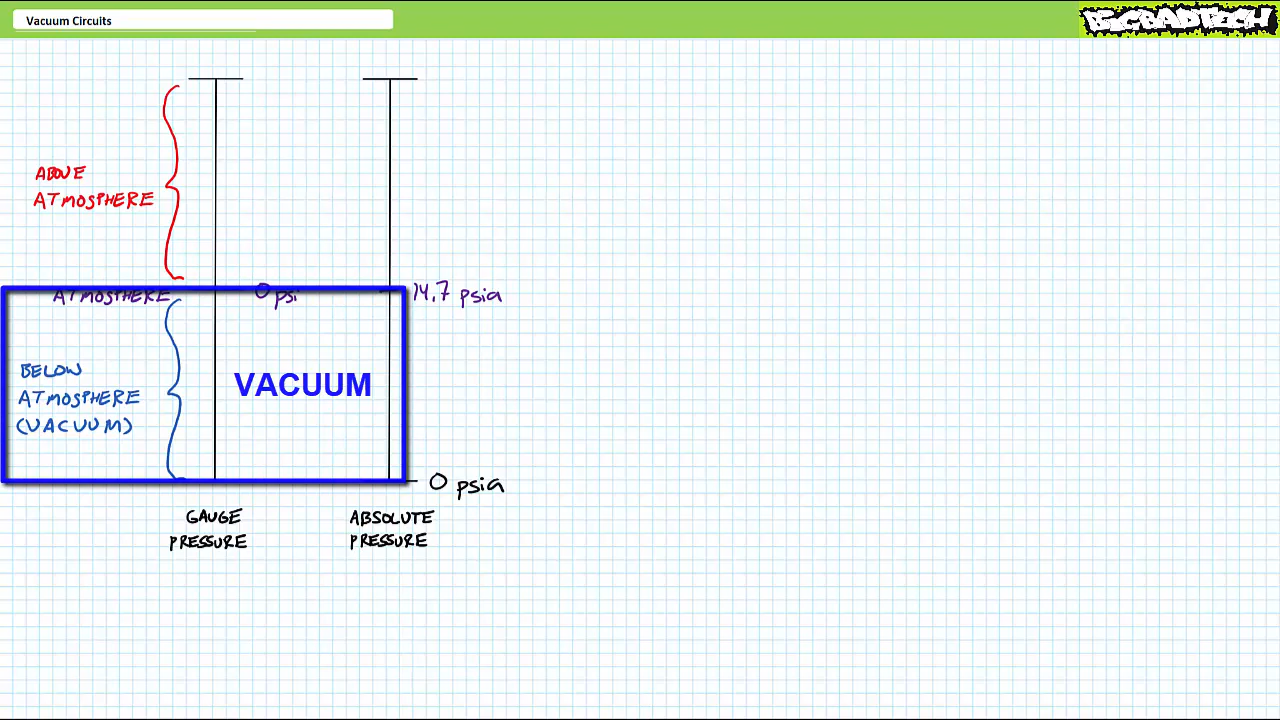 Vacuum Circuits
BIGBADTECH
ABOVE
ATMOSPHERE
ATMOSPHERE 0 psi 14.7 psia
BELOW
ATMOSPHERE
(VACUUM)
VACUUM
0 psia
GAUGE
PRESSURE
ABSOLUTE
PRESSURE